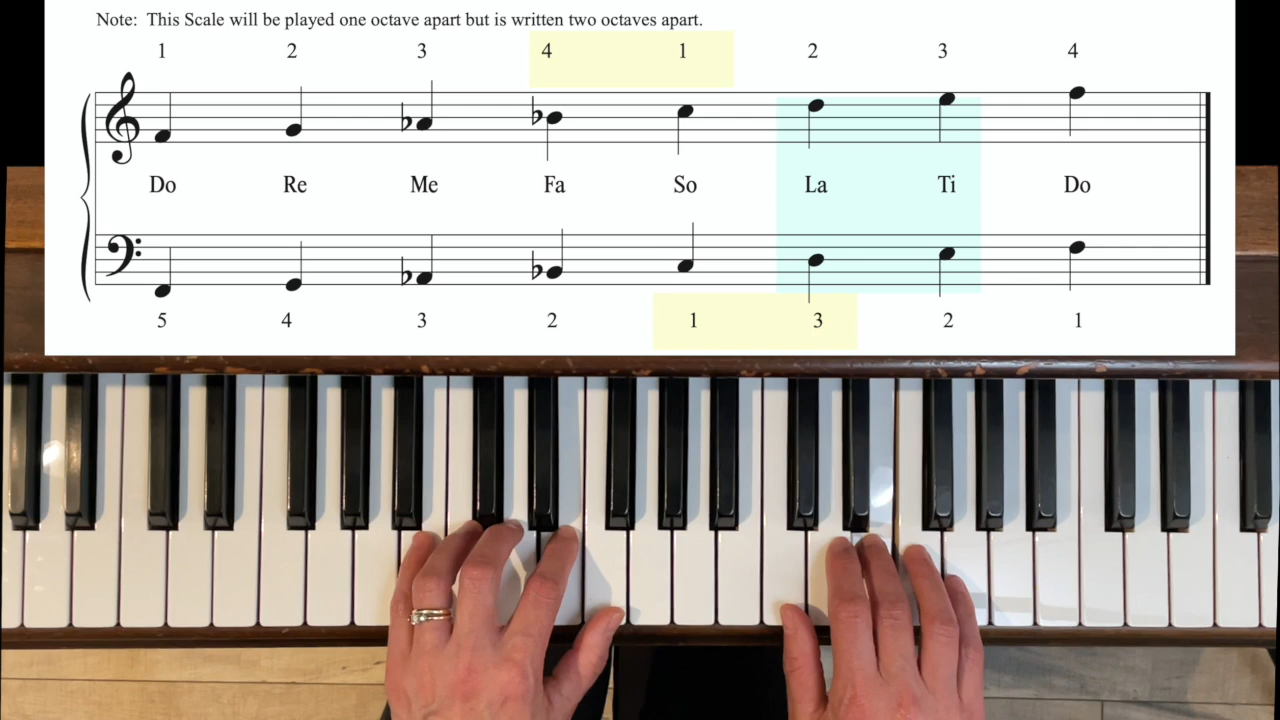 Note: This Scale will be played one octave apart but is written two octaves apart.
1 2 3 4 1 2 3 4
Do Re Me Fa So La Ti Do
5 4 3 2 1 3 2 1